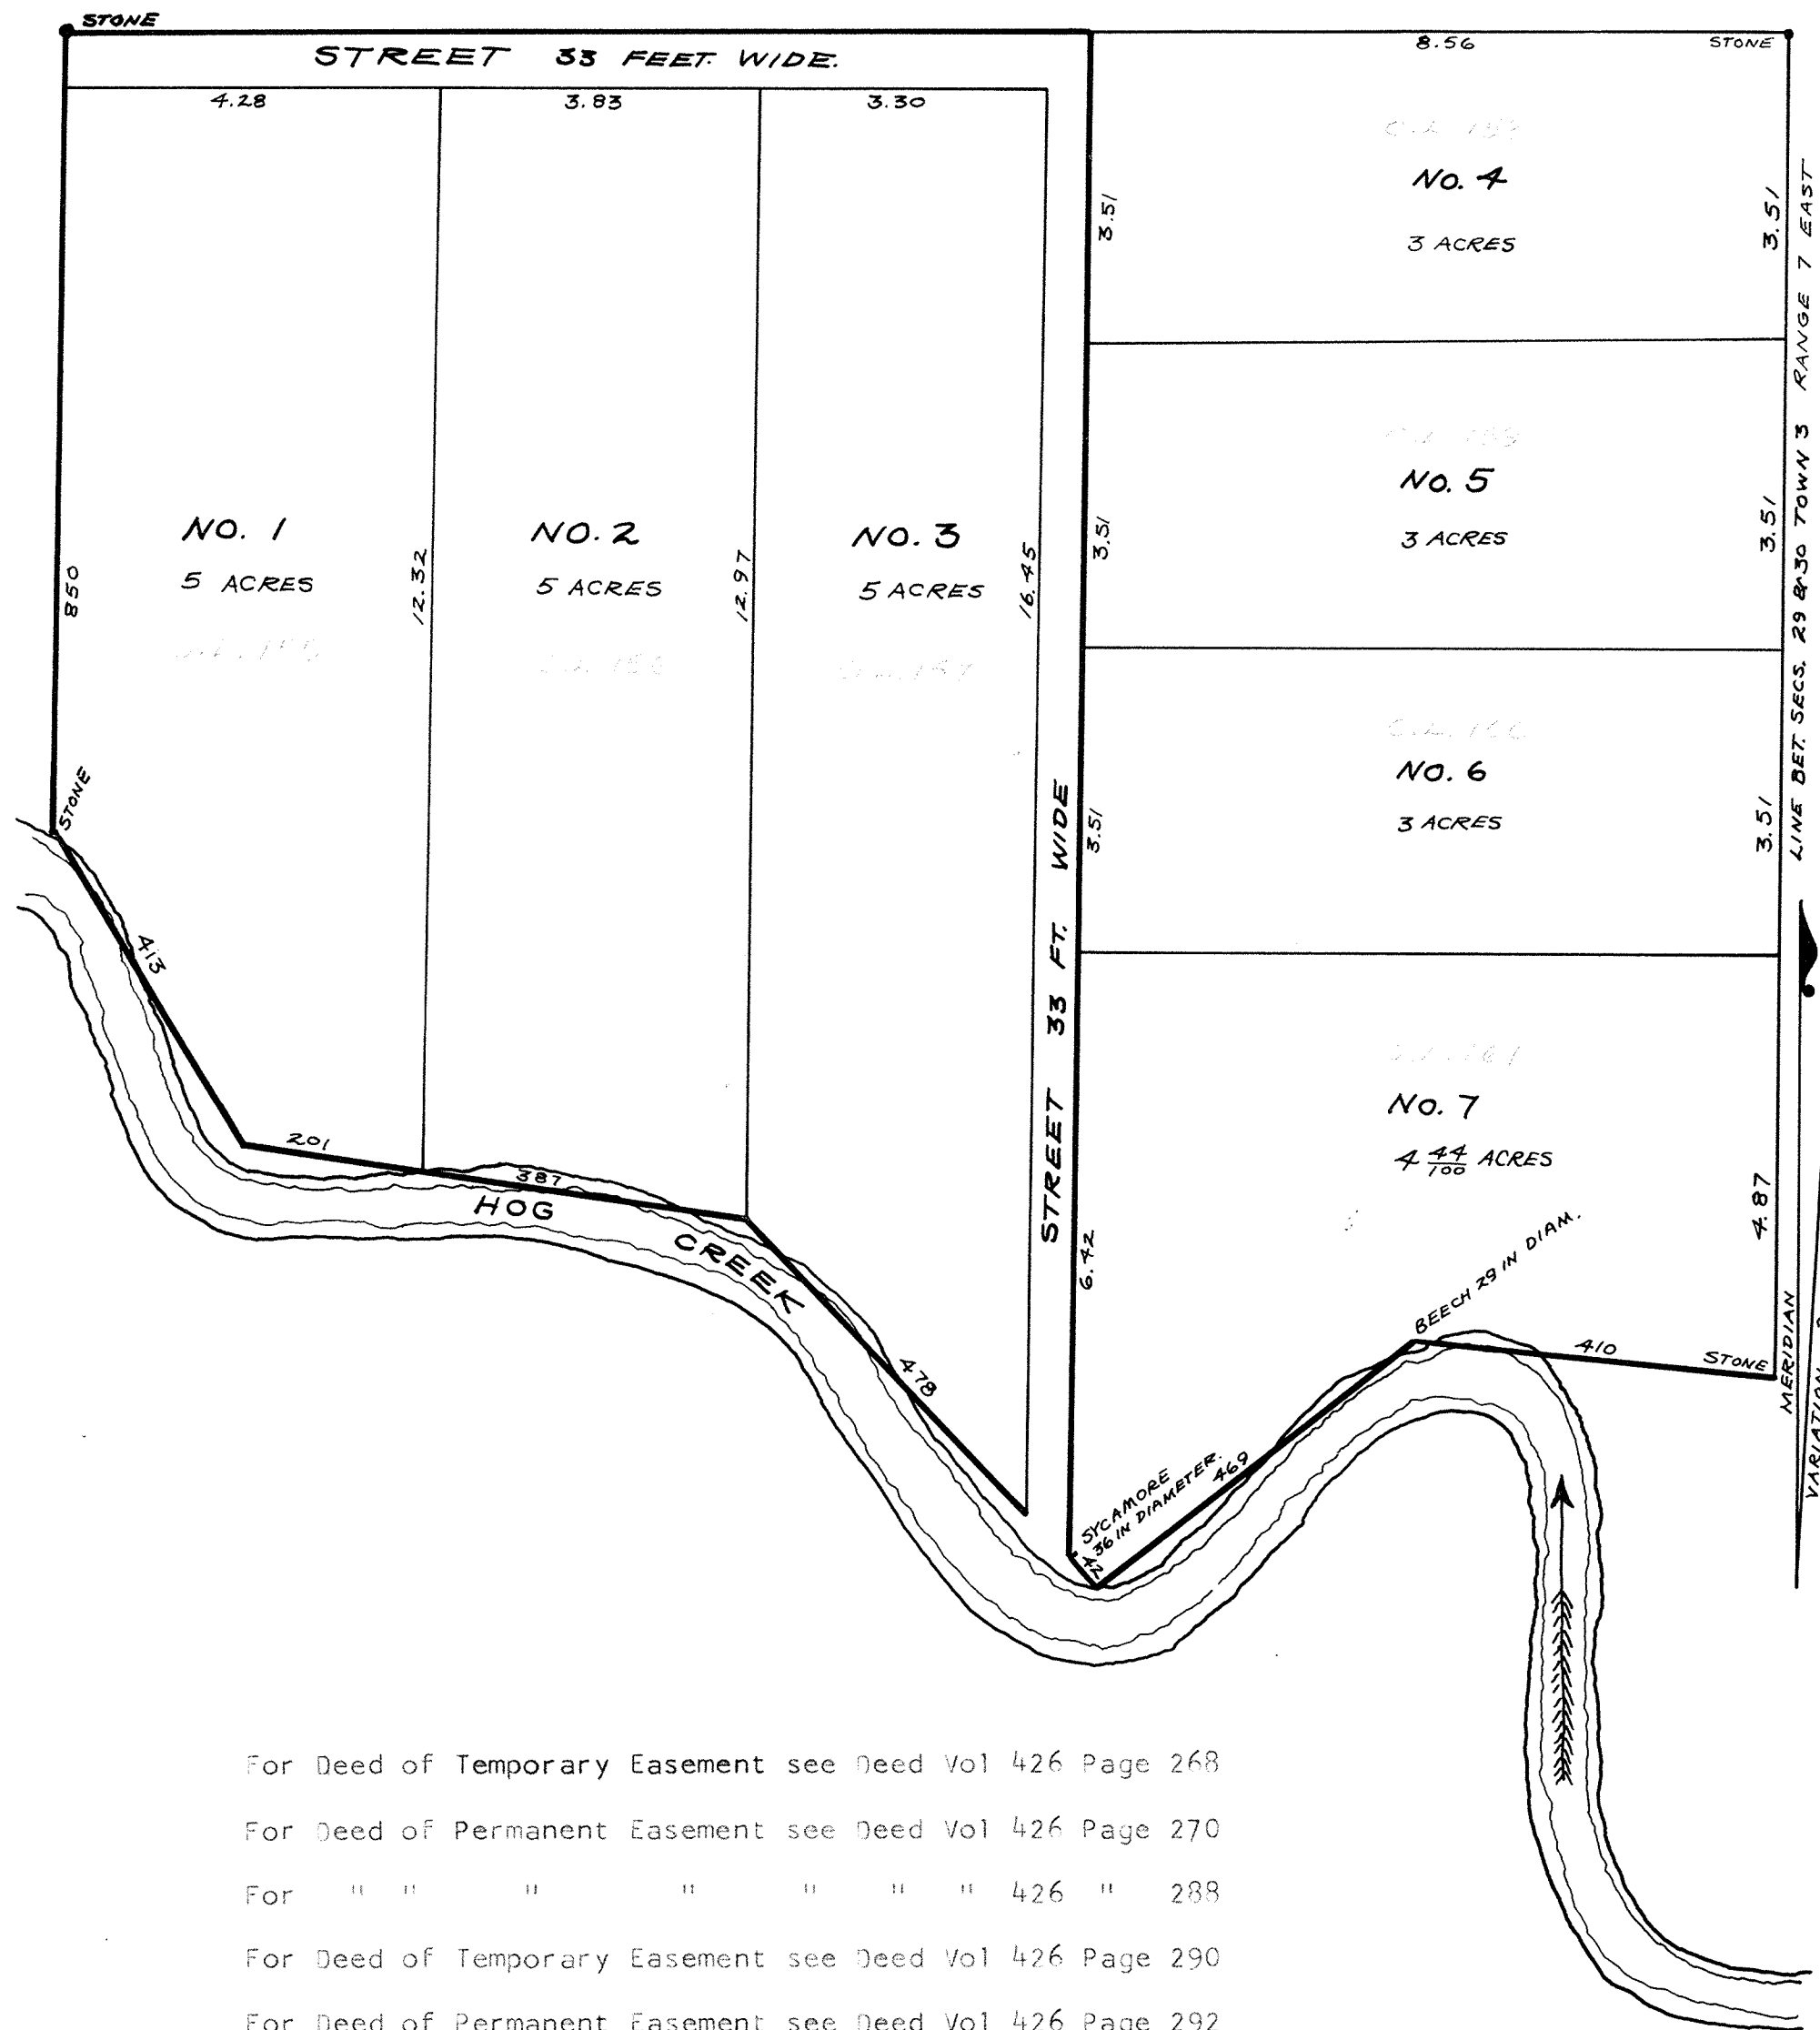 STONE
STREET 33 FEET. WIDE.
8.56
STONE
4.28
3.83
3.30
No. 4
3 ACRES
3.51
3.51
No. 5
3 ACRES
3.51
3.51
NO. 1
5 ACRES
850
12.32
NO. 2
5 ACRES
12.97
NO. 3
5 ACRES
16.45
No. 6
3 ACRES
3.51
3.51
LINE BET. SECS. 29 & 30 TOWN 3 RANGE 7 EAST
STREET 33 FT. WIDE
STONE
413
201
387
HOG
CREEK
478
No. 7
4 44/100 ACRES
4.87
6.42
BEECH 29 IN DIAM.
410
STONE
MERIDIAN
VARIATION
SYCAMORE
36 IN DIAMETER.
469
42
For Deed of Temporary Easement see Deed Vol 426 Page 268
For Deed of Permanent Easement see Deed Vol 426 Page 270
For " " " " " " " 426 " 288
For Deed of Temporary Easement see Deed Vol 426 Page 290
For Deed of Permanent Easement see Deed Vol 426 Page 292